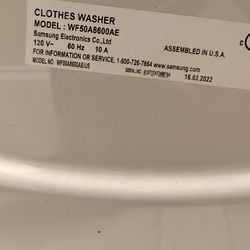 CLOTHES WASHER
MODEL : WF50A8600AE
Samsung Electronics Co.,Ltd
120 V~ 60 Hz 10 A
ASSEMBLED IN U.S.A.
FOR INFORMATION OR SERVICE, 1-800-726-7864 www.samsung.com
MODEL NO. WF50A8600AE/US
SERIAL NO.
18.03.2022